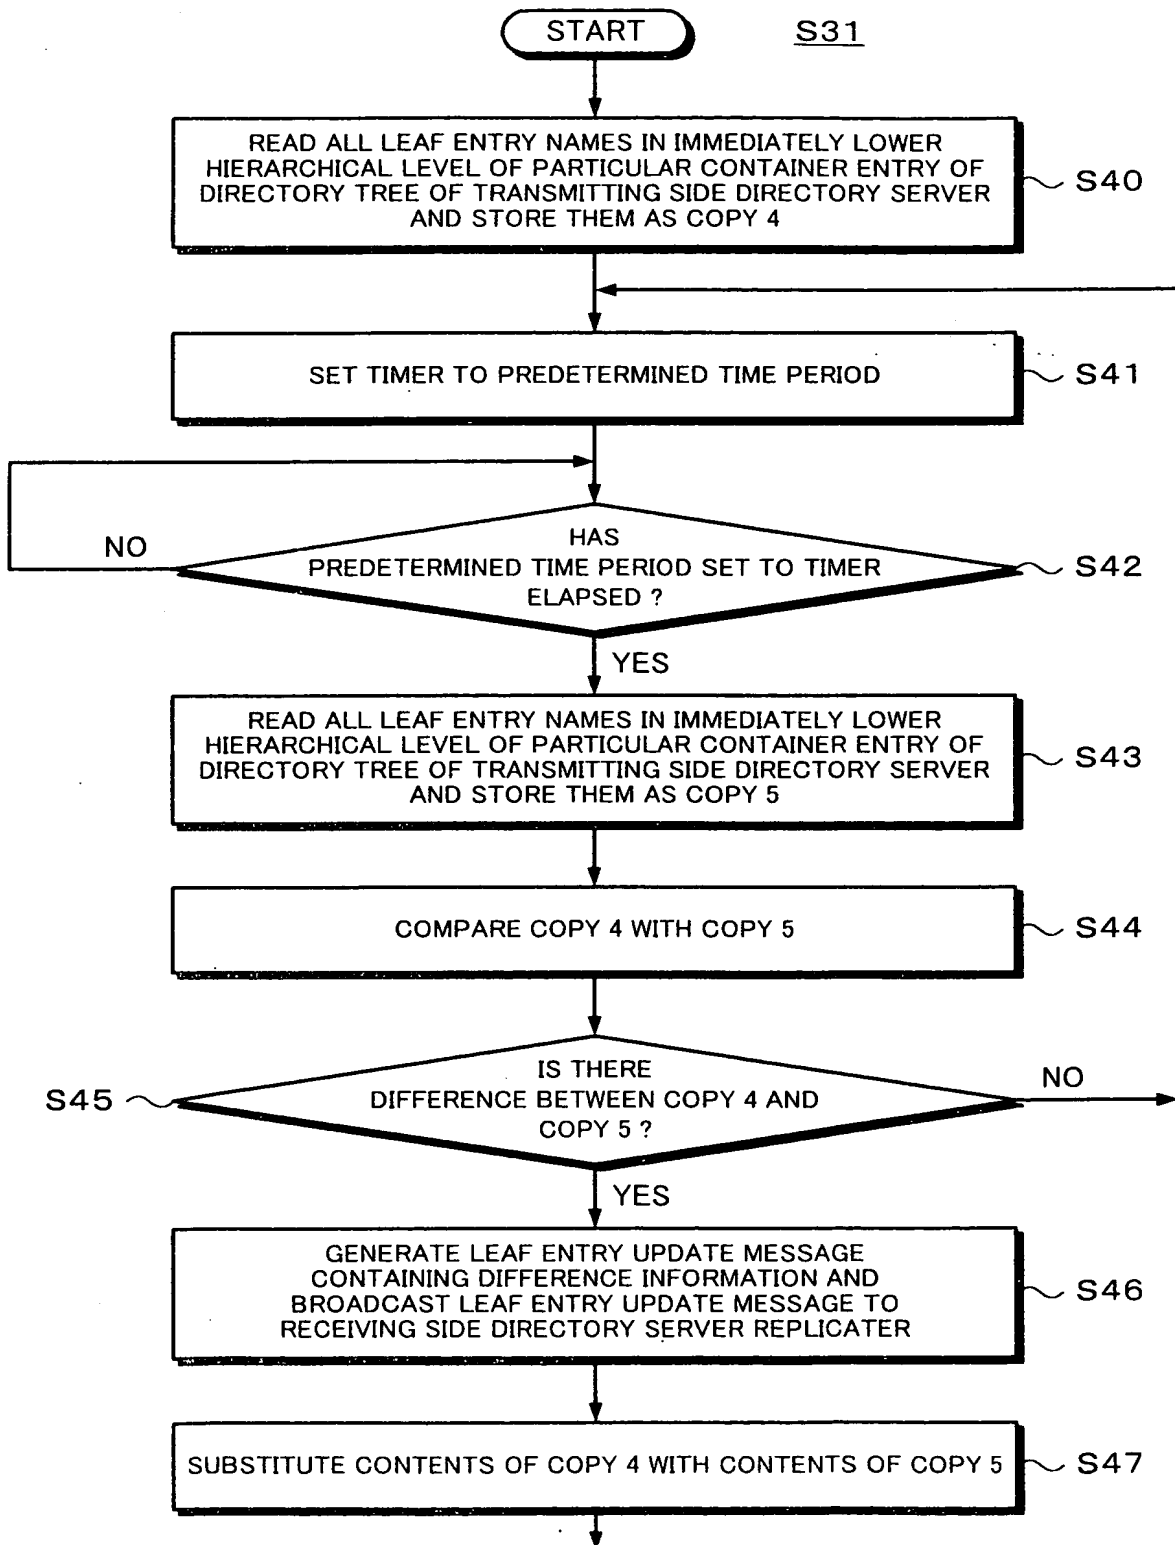 START
S31
READ ALL LEAF ENTRY NAMES IN IMMEDIATELY LOWER
HIERARCHICAL LEVEL OF PARTICULAR CONTAINER ENTRY OF
DIRECTORY TREE OF TRANSMITTING SIDE DIRECTORY SERVER
AND STORE THEM AS COPY 4
S40
SET TIMER TO PREDETERMINED TIME PERIOD
S41
NO
HAS
PREDETERMINED TIME PERIOD SET TO TIMER
ELAPSED ?
S42
YES
READ ALL LEAF ENTRY NAMES IN IMMEDIATELY LOWER
HIERARCHICAL LEVEL OF PARTICULAR CONTAINER ENTRY OF
DIRECTORY TREE OF TRANSMITTING SIDE DIRECTORY SERVER
AND STORE THEM AS COPY 5
S43
COMPARE COPY 4 WITH COPY 5
S44
S45
IS THERE
DIFFERENCE BETWEEN COPY 4 AND
COPY 5 ?
NO
YES
GENERATE LEAF ENTRY UPDATE MESSAGE
CONTAINING DIFFERENCE INFORMATION AND
BROADCAST LEAF ENTRY UPDATE MESSAGE TO
RECEIVING SIDE DIRECTORY SERVER REPLICATER
S46
SUBSTITUTE CONTENTS OF COPY 4 WITH CONTENTS OF COPY 5
S47